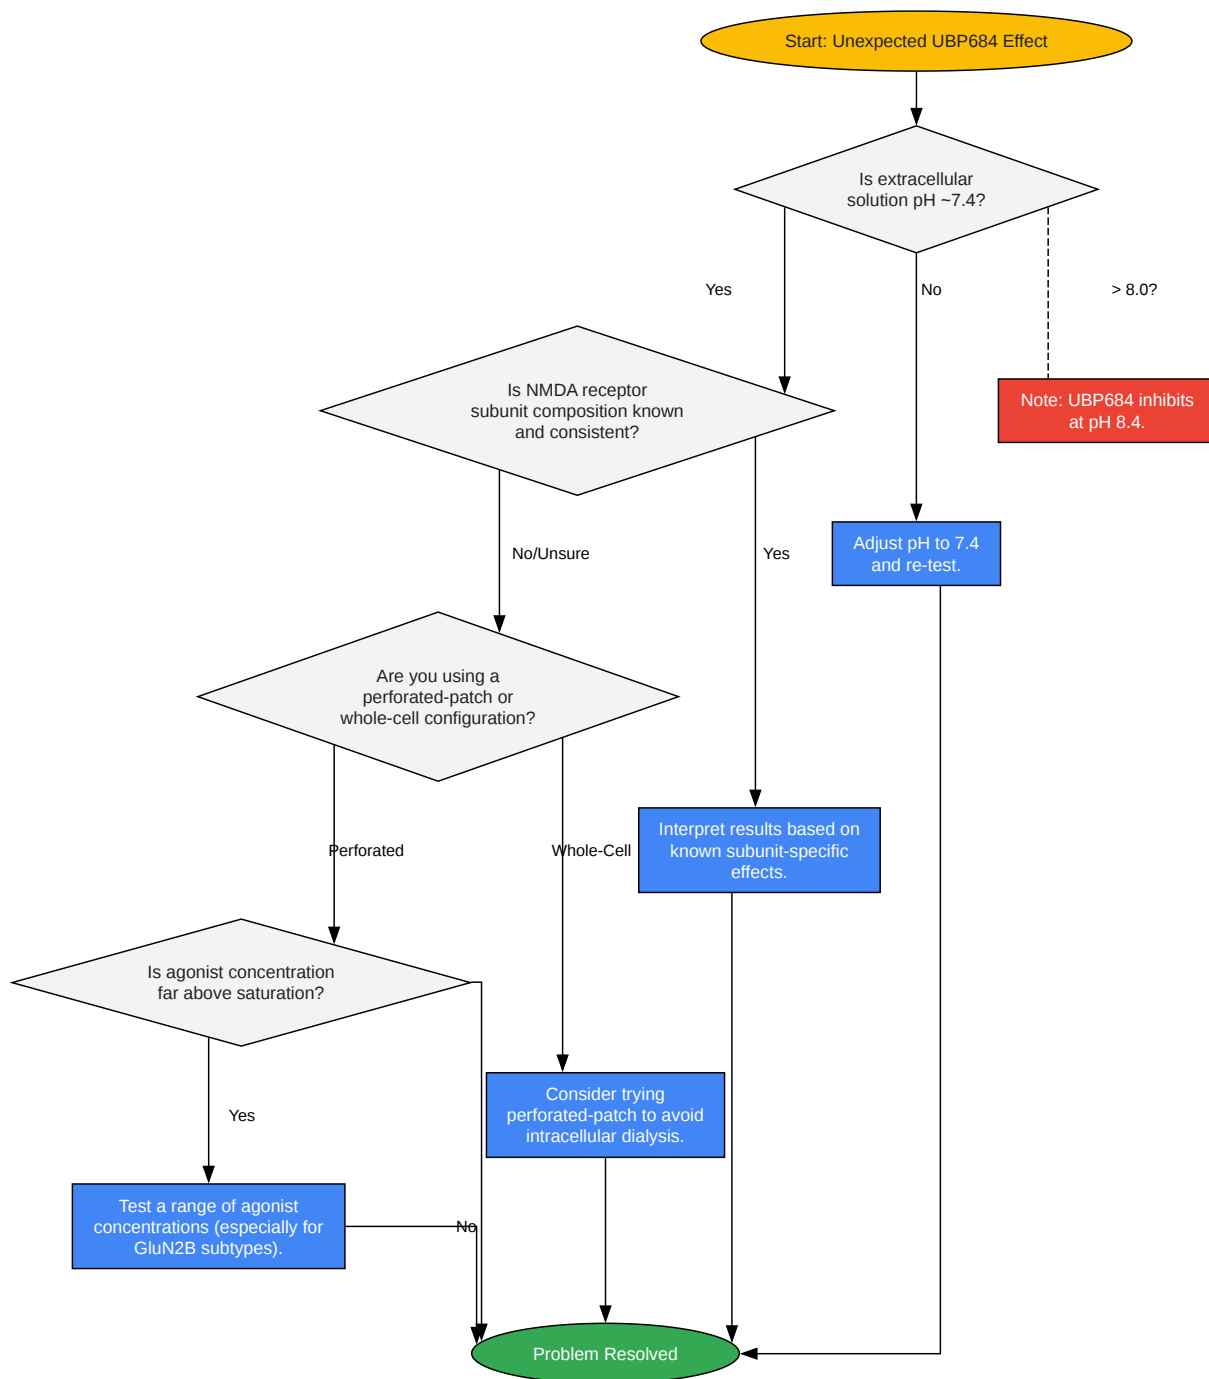 Start: Unexpected UBP684 Effect
Is extracellular
solution pH ~7.4?
Yes
No
> 8.0?
Is NMDA receptor
subunit composition known
and consistent?
Note: UBP684 inhibits
at pH 8.4.
No/Unsure
Yes
Adjust pH to 7.4
and re-test.
Are you using a
perforated-patch or
whole-cell configuration?
Perforated
Whole-Cell
Interpret results based on
known subunit-specific
effects.
Is agonist concentration
far above saturation?
Yes
Consider trying
perforated-patch to avoid
intracellular dialysis.
Test a range of agonist
concentrations (especially for
GluN2B subtypes).
No
Problem Resolved